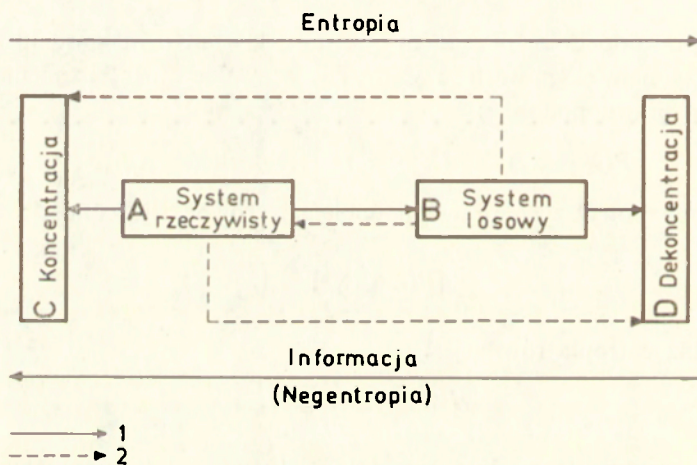 Entropia
C Koncentracja
A System
rzeczywisty
B System
losowy
D Dekoncentracja
Informacja
(Negentropia)
1
2